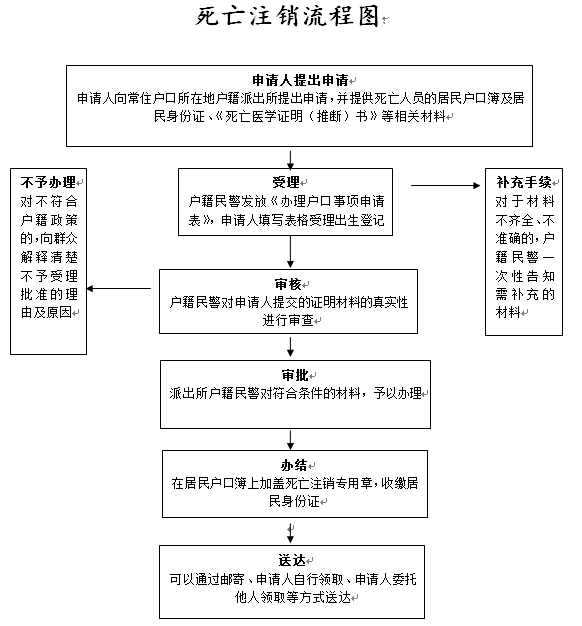 死亡注销流程图
申请人提出申请
申请人向常住户口所在地户籍派出所提出申请,并提供死亡人员的居民户口簿及居
民身份证、《死亡医学证明（推断）书》等相关材料
不予办理
对不符合
户籍政策
的,向群众
解释清楚
不予受理
批准的理
由及原因
受理
户籍民警发放《办理户口事项申请
表》,申请人填写表格受理出生登记
补充手续
对于材料
不齐全、不
准确的,户
籍民警一
次性告知
需补充的
材料
审核
户籍民警对申请人提交的证明材料的真实性
进行审查
审批
派出所户籍民警对符合条件的材料，予以办理
办结
在居民户口簿上加盖死亡注销专用章,收缴居
民身份证
送达
可以通过邮寄、申请人自行领取、申请人委托
他人领取等方式送达